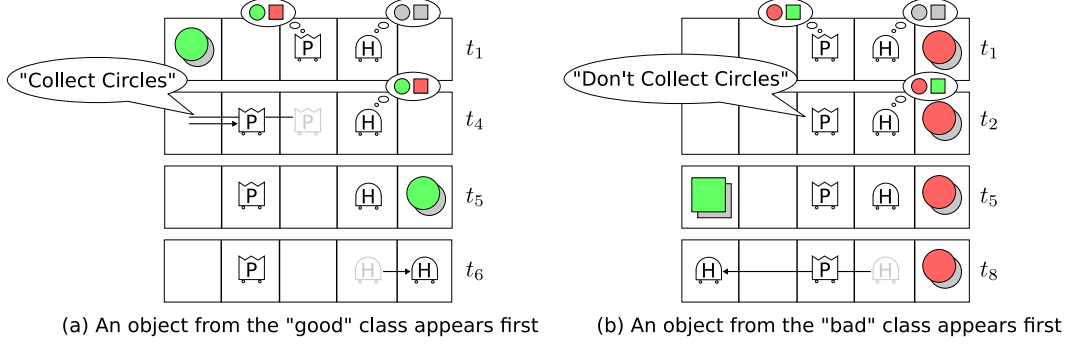 P H t1
"Collect Circles"
P P H t4
P H t5
P H H t6
(a) An object from the "good" class appears first
P H t1
"Don't Collect Circles"
P H t2
P H t5
H P H t8
(b) An object from the "bad" class appears first